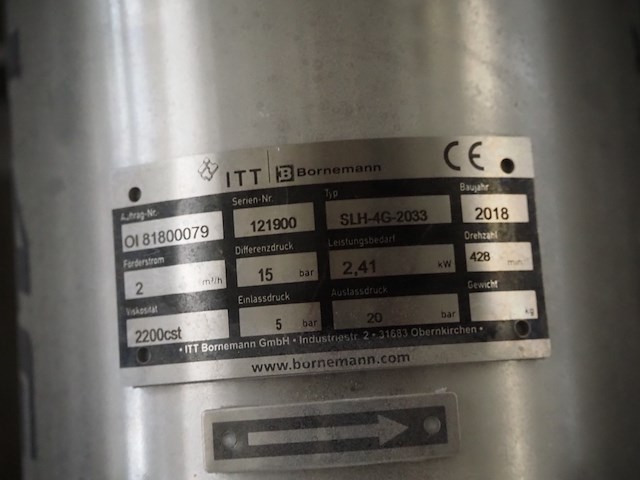 ITT Bornemann CE
Auftrag-Nr. Serien-Nr. Typ Baujahr
OI 81800079 121900 SLH-4G-2033 2018
Förderstrom Differenzdruck Leistungsbedarf Drehzahl
2 m³/h 15 bar 2,41 kW 428 min
Viskosität Einlassdruck Auslassdruck Gewicht
2200cst 5 bar 20 bar kg
• ITT Bornemann GmbH • Industriestr. 2 • 31683 Obernkirchen •
www.bornemann.com